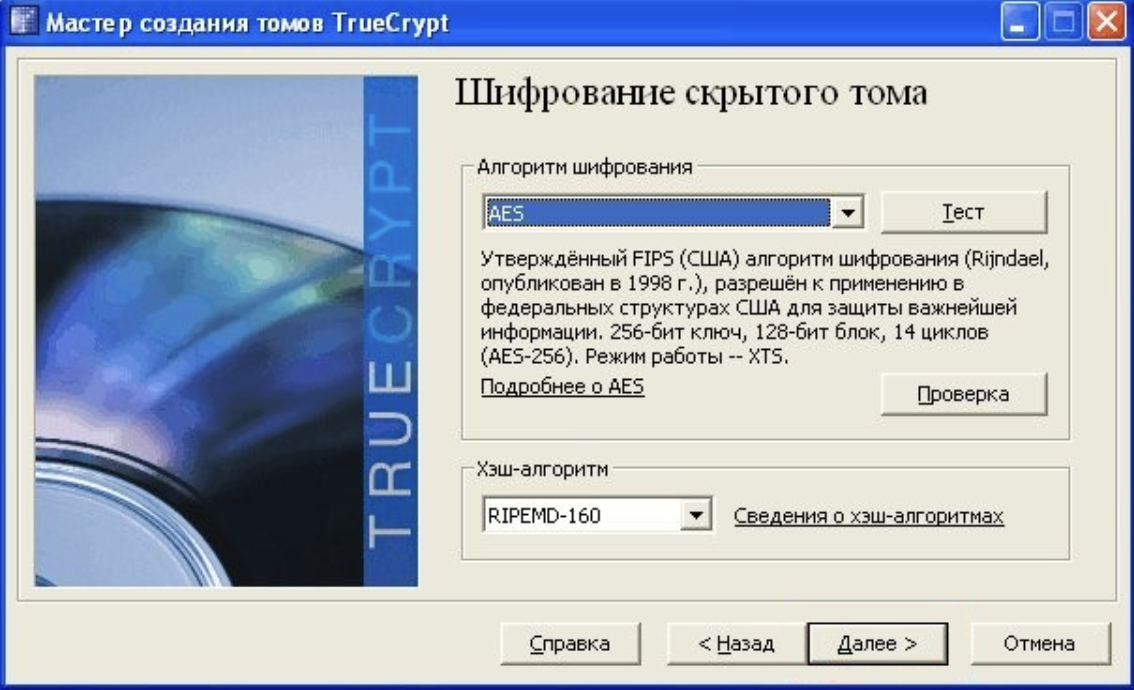 Мастер создания томов TrueCrypt
TRUECRYPT
Шифрование скрытого тома
Алгоритм шифрования
AES
Тест
Утверждённый FIPS (США) алгоритм шифрования (Rijndael,
опубликован в 1998 г.), разрешён к применению в
федеральных структурах США для защиты важнейшей
информации. 256-бит ключ, 128-бит блок, 14 циклов
(AES-256). Режим работы -- XTS.
Подробнее о AES
Проверка
Хэш-алгоритм
RIPEMD-160
Сведения о хэш-алгоритмах
Справка
< Назад
Далее >
Отмена